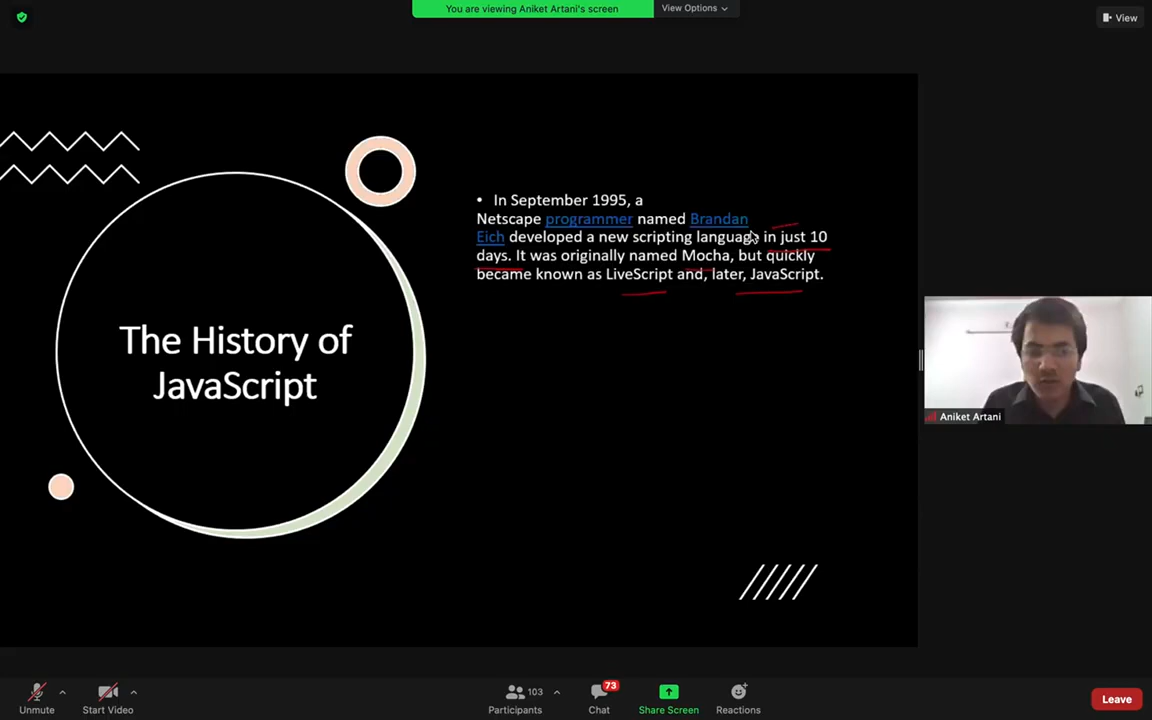 You are viewing Aniket Artani's screen
View Options
View
The History of
JavaScript
• In September 1995, a
Netscape programmer named Brandan
Eich developed a new scripting language in just 10
days. It was originally named Mocha, but quickly
became known as LiveScript and, later, JavaScript.
Aniket Artani
Unmute
Start Video
103
Participants
73
Chat
Share Screen
Reactions
Leave